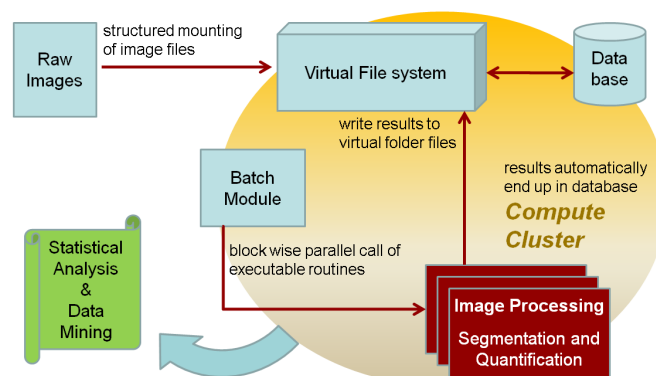 Raw
Images
structured mounting
of image files
Virtual File system
Data
base
write results to
virtual folder files
results automatically
end up in database
Compute
Cluster
Batch
Module
block wise parallel call of
executable routines
Statistical
Analysis
&
Data
Mining
Image Processing
Segmentation and
Quantification